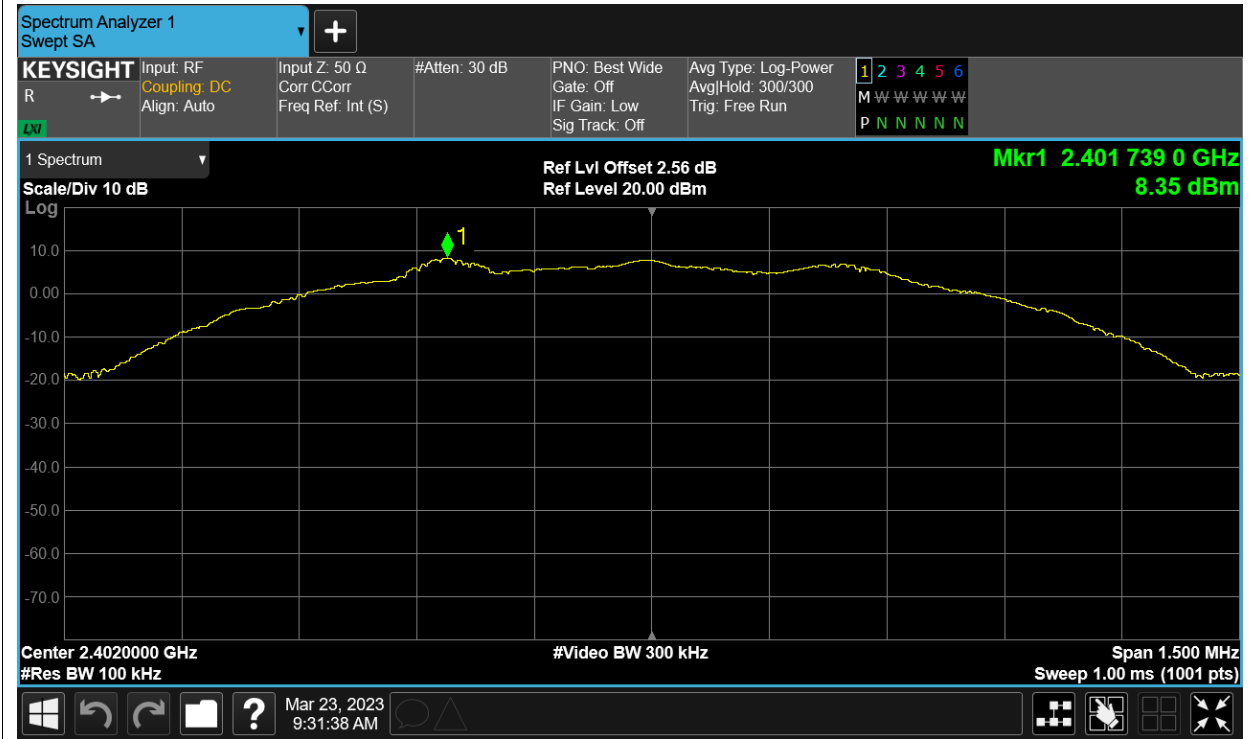 Spectrum Analyzer 1
Swept SA
KEYSIGHT
R
LXI
Input: RF
Coupling: DC
Align: Auto
Input Z: 50 Ω
Corr CCorr
Freq Ref: Int (S)
#Atten: 30 dB
PNO: Best Wide
Gate: Off
IF Gain: Low
Sig Track: Off
Avg Type: Log-Power
Avg|Hold: 300/300
Trig: Free Run
1 2 3 4 5 6
M W W W W W
P N N N N N
1 Spectrum
Scale/Div 10 dB
Log
Ref Lvl Offset 2.56 dB
Ref Level 20.00 dBm
Mkr1 2.401 739 0 GHz
8.35 dBm
1
10.0
0.00
-10.0
-20.0
-30.0
-40.0
-50.0
-60.0
-70.0
Center 2.4020000 GHz
#Res BW 100 kHz
#Video BW 300 kHz
Span 1.500 MHz
Sweep 1.00 ms (1001 pts)
?
Mar 23, 2023
9:31:38 AM